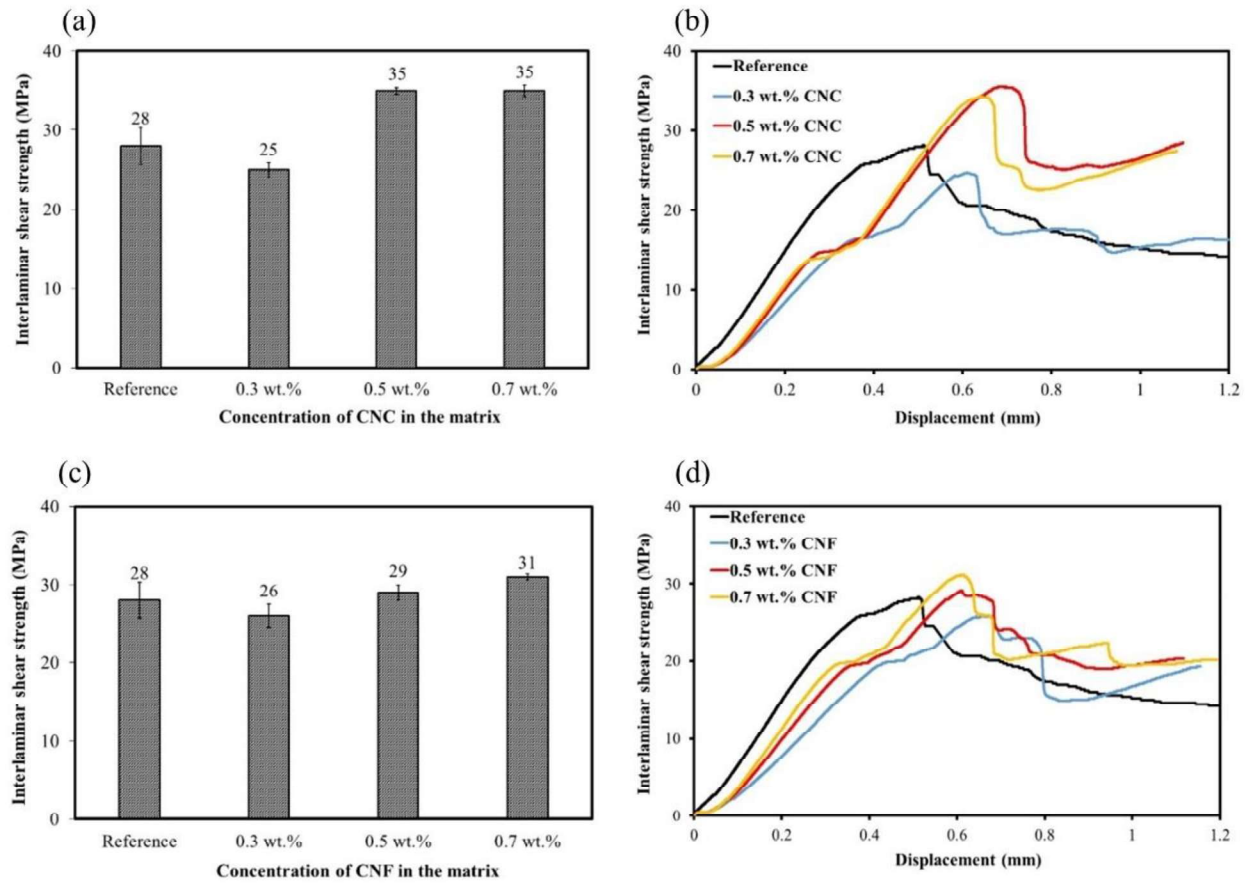 (a)
Interlaminar shear strength (MPa)
40
30
20
10
0
28
25
35
35
Reference
0.3 wt.%
0.5 wt.%
0.7 wt.%
Concentration of CNC in the matrix
(b)
Interlaminar shear strength (MPa)
40
30
20
10
0
Reference
0.3 wt.% CNC
0.5 wt.% CNC
0.7 wt.% CNC
0
0.2
0.4
0.6
0.8
1
1.2
Displacement (mm)
(c)
Interlaminar shear strength (MPa)
40
30
20
10
0
28
26
29
31
Reference
0.3 wt.%
0.5 wt.%
0.7 wt.%
Concentration of CNF in the matrix
(d)
Interlaminar shear strength (MPa)
40
30
20
10
0
Reference
0.3 wt.% CNF
0.5 wt.% CNF
0.7 wt.% CNF
0
0.2
0.4
0.6
0.8
1
1.2
Displacement (mm)